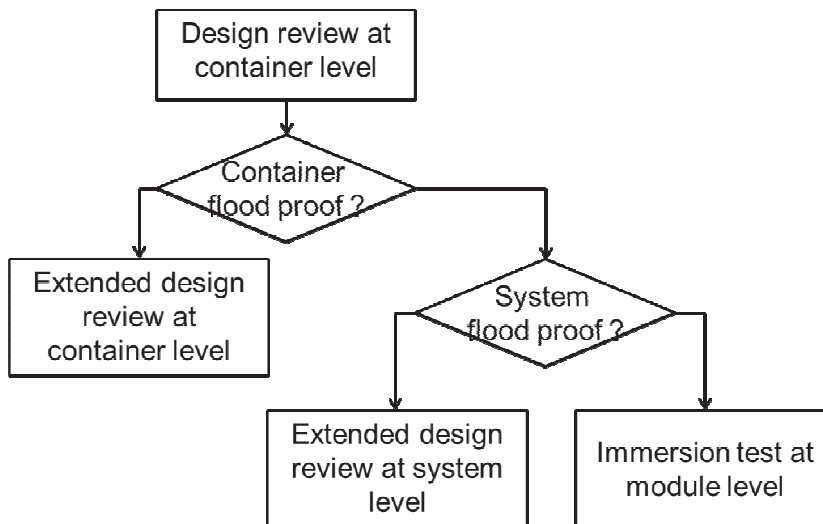 Design review at
container level
Container
flood proof ?
Extended design
review at
container level
System
flood proof ?
Extended design
review at system
level
Immersion test at
module level